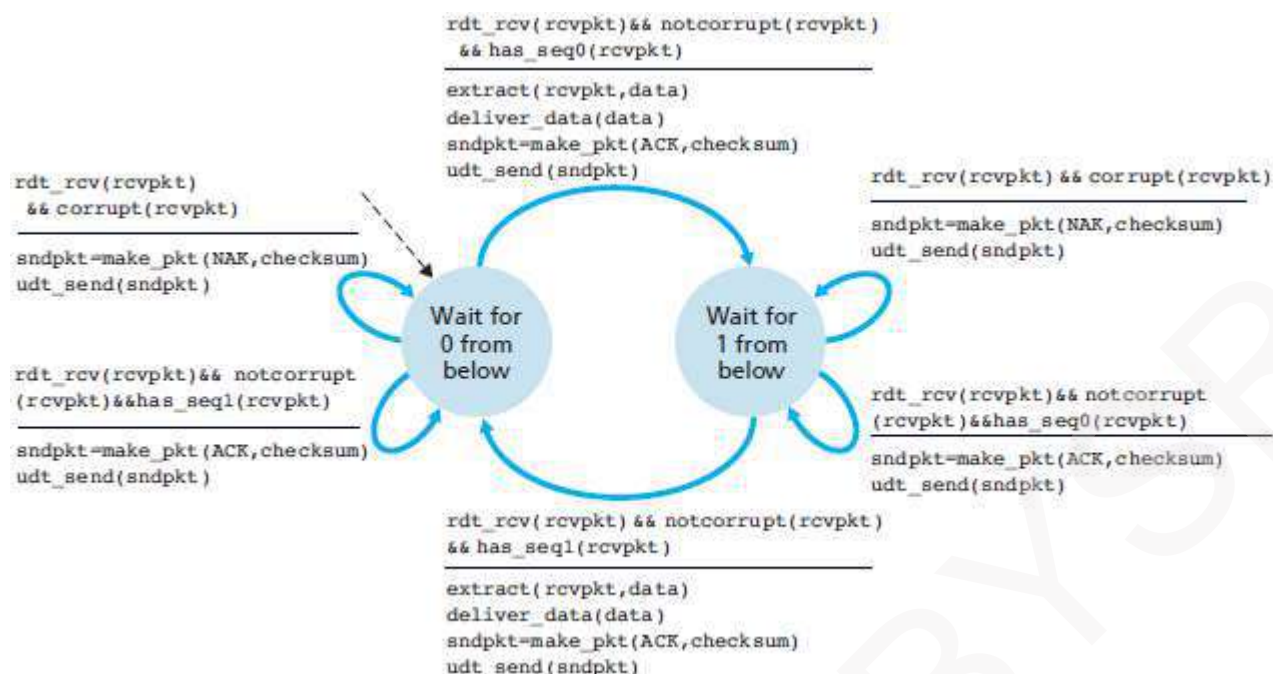 rdt_rcv(rcvpkt)&& notcorrupt(rcvpkt)
&& has_seq0(rcvpkt)
extract(rcvpkt,data)
deliver_data(data)
sndpkt=make_pkt(ACK,checksum)
udt_send(sndpkt)
rdt_rcv(rcvpkt)
&& corrupt(rcvpkt)
sndpkt=make_pkt(NAK,checksum)
udt_send(sndpkt)
rdt_rcv(rcvpkt) && corrupt(rcvpkt)
sndpkt=make_pkt(NAK,checksum)
udt_send(sndpkt)
Wait for
0 from
below
Wait for
1 from
below
rdt_rcv(rcvpkt)&& notcorrupt
(rcvpkt)&&has_seq1(rcvpkt)
sndpkt=make_pkt(ACK,checksum)
udt_send(sndpkt)
rdt_rcv(rcvpkt)&& notcorrupt
(rcvpkt)&&has_seq0(rcvpkt)
sndpkt=make_pkt(ACK,checksum)
udt_send(sndpkt)
rdt_rcv(rcvpkt) && notcorrupt(rcvpkt)
&& has_seq1(rcvpkt)
extract(rcvpkt,data)
deliver_data(data)
sndpkt=make_pkt(ACK,checksum)
udt_send(sndpkt)